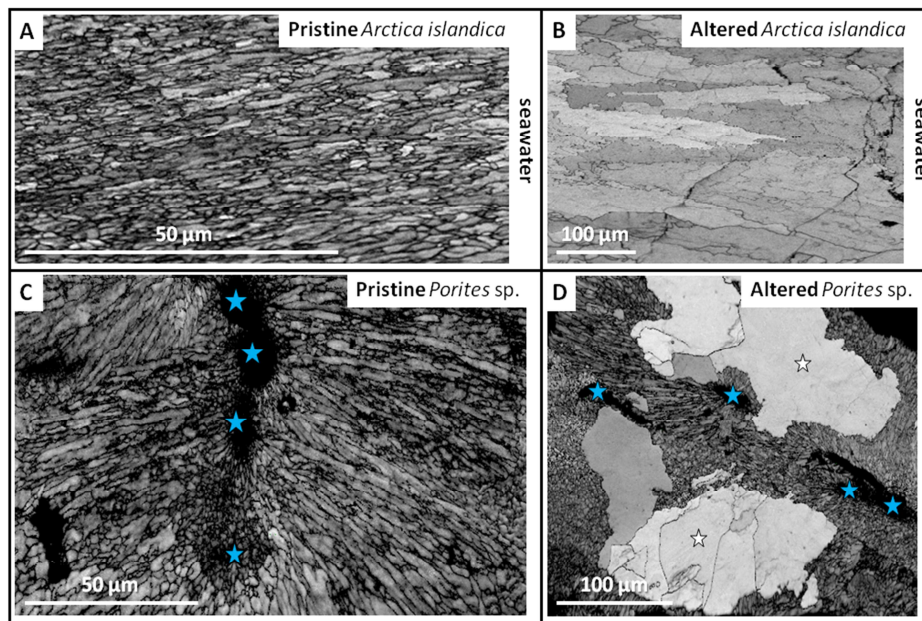 A
Pristine Arctica islandica
50 µm
seawater
B
Altered Arctica islandica
100 µm
seawater
C
Pristine Porites sp.
50 µm
D
Altered Porites sp.
100 µm